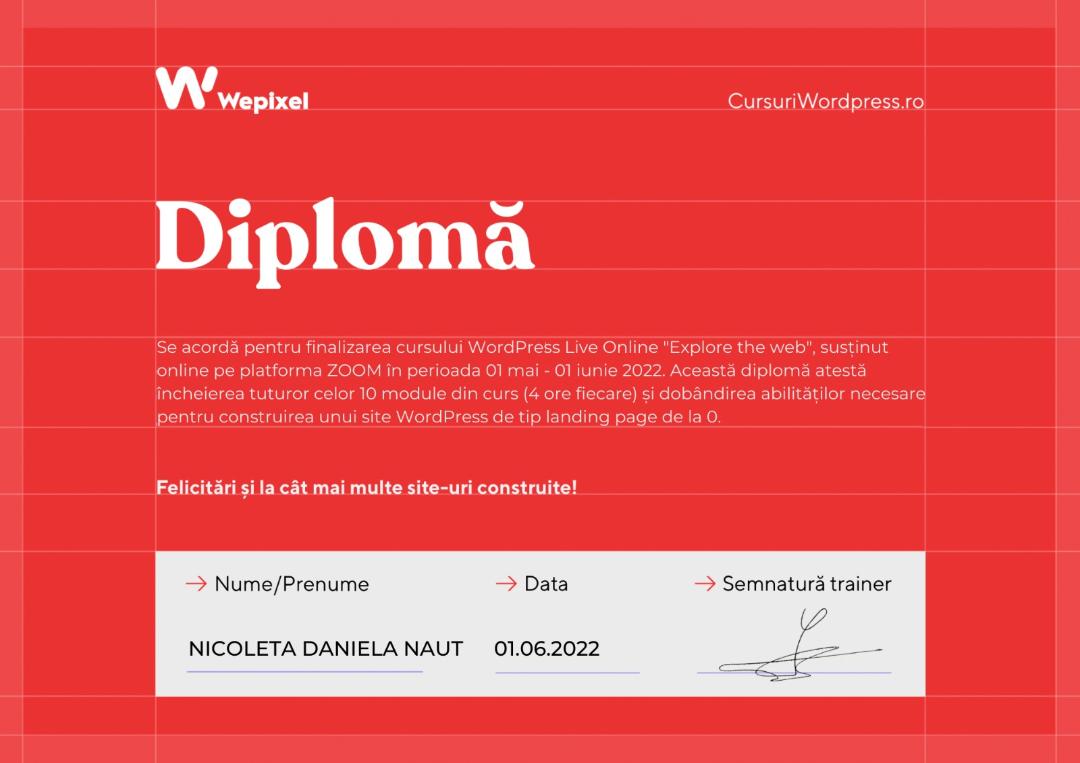 Wepixel
CursuriWordpress.ro
Diplomă
Se acordă pentru finalizarea cursului WordPress Live Online "Explore the web", susținut
online pe platforma ZOOM în perioada 01 mai - 01 iunie 2022. Această diplomă atestă
încheierea tuturor celor 10 module din curs (4 ore fiecare) și dobândirea abilităților necesare
pentru construirea unui site WordPress de tip landing page de la 0.
Felicitări și la cât mai multe site-uri construite!
Nume/Prenume
Data
Semnatură trainer
NICOLETA DANIELA NAUT
01.06.2022